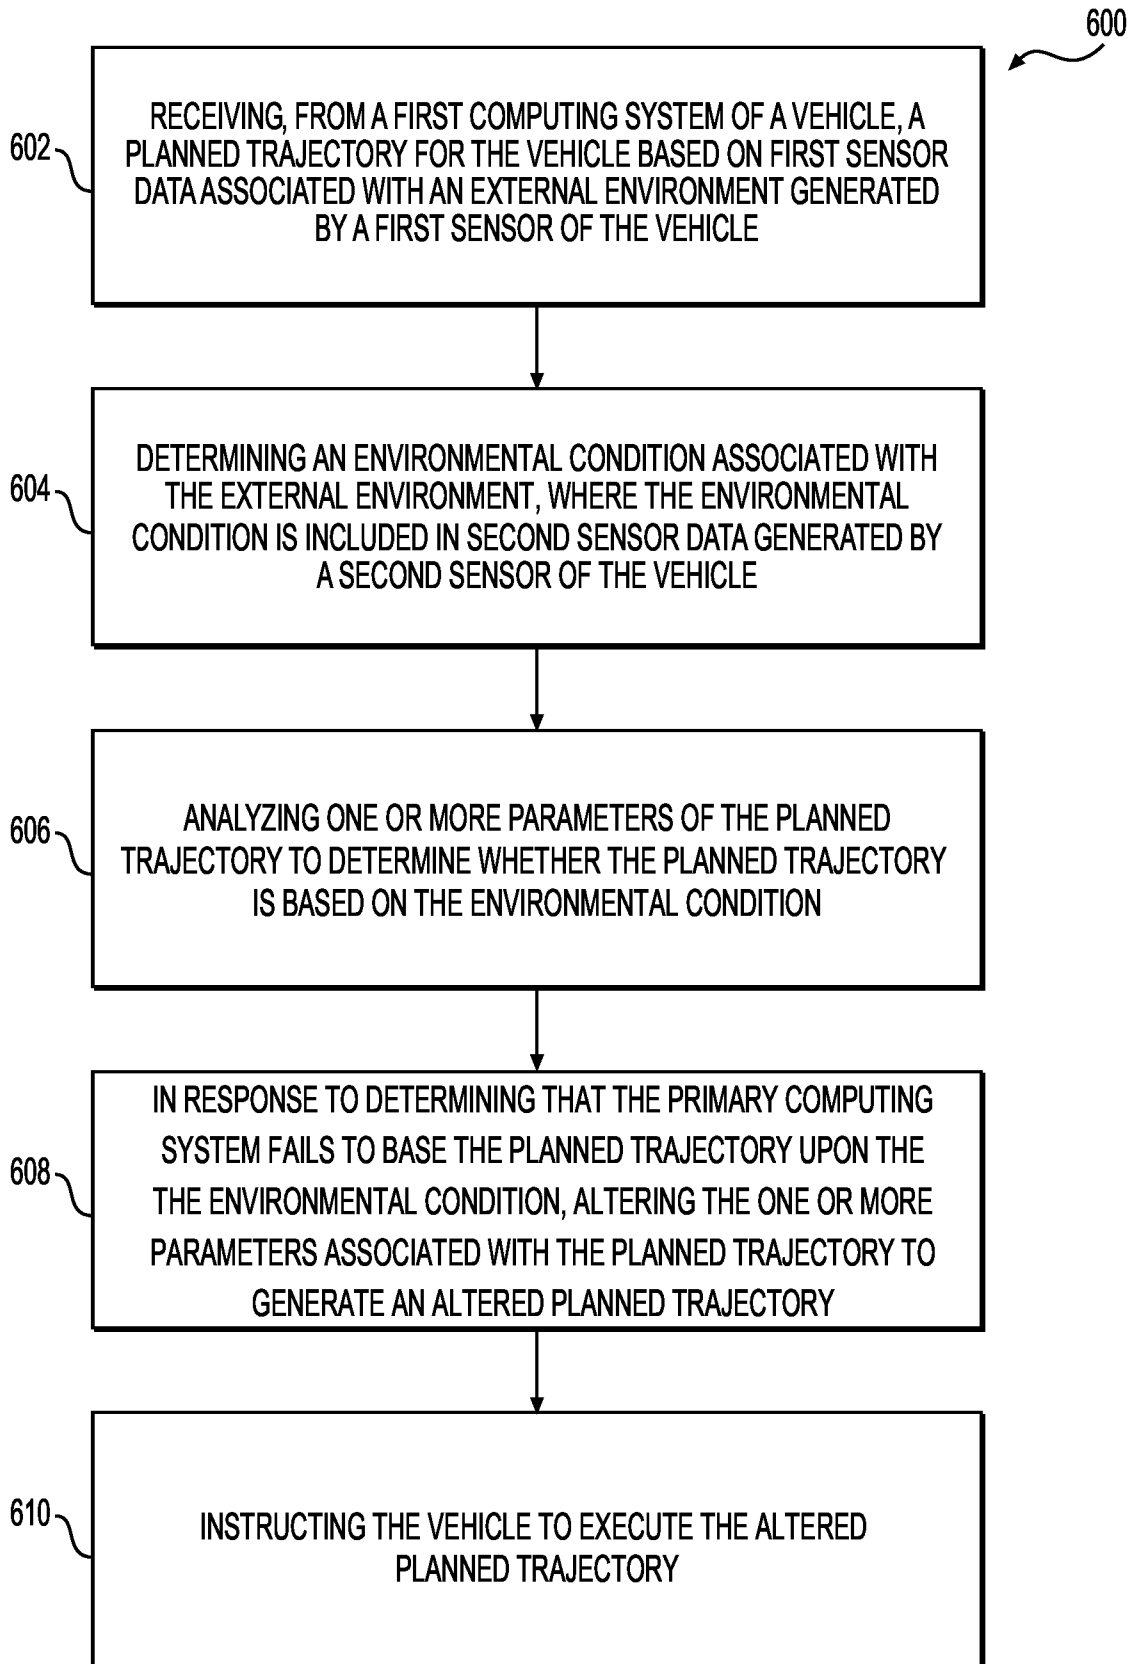 600
602
RECEIVING, FROM A FIRST COMPUTING SYSTEM OF A VEHICLE, A
PLANNED TRAJECTORY FOR THE VEHICLE BASED ON FIRST SENSOR
DATA ASSOCIATED WITH AN EXTERNAL ENVIRONMENT GENERATED
BY A FIRST SENSOR OF THE VEHICLE
604
DETERMINING AN ENVIRONMENTAL CONDITION ASSOCIATED WITH
THE EXTERNAL ENVIRONMENT, WHERE THE ENVIRONMENTAL
CONDITION IS INCLUDED IN SECOND SENSOR DATA GENERATED BY
A SECOND SENSOR OF THE VEHICLE
606
ANALYZING ONE OR MORE PARAMETERS OF THE PLANNED
TRAJECTORY TO DETERMINE WHETHER THE PLANNED TRAJECTORY
IS BASED ON THE ENVIRONMENTAL CONDITION
608
IN RESPONSE TO DETERMINING THAT THE PRIMARY COMPUTING
SYSTEM FAILS TO BASE THE PLANNED TRAJECTORY UPON THE
THE ENVIRONMENTAL CONDITION, ALTERING THE ONE OR MORE
PARAMETERS ASSOCIATED WITH THE PLANNED TRAJECTORY TO
GENERATE AN ALTERED PLANNED TRAJECTORY
610
INSTRUCTING THE VEHICLE TO EXECUTE THE ALTERED
PLANNED TRAJECTORY